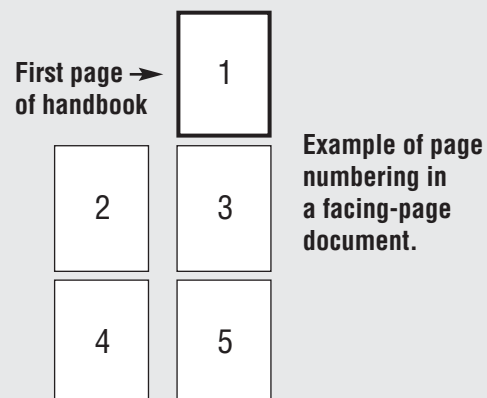 First page →
of handbook
1
Example of page
numbering in
a facing-page
document.
2
3
4
5